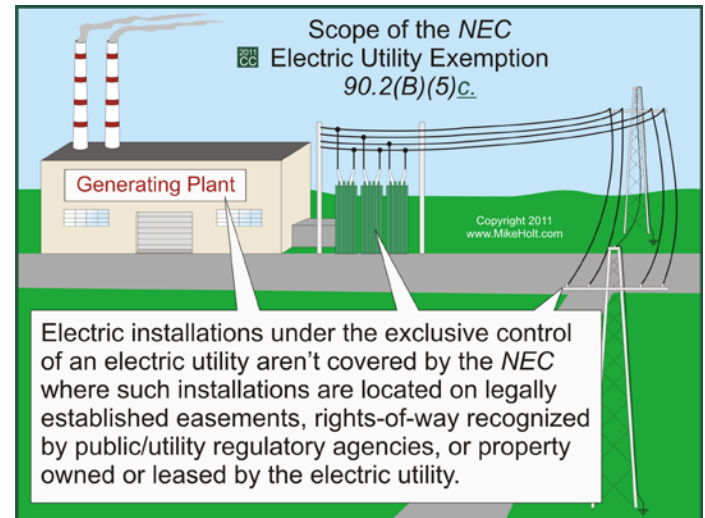 Scope of the NEC
2011 CC Electric Utility Exemption
90.2(B)(5)c.
Generating Plant
Copyright 2011
www.MikeHolt.com
Electric installations under the exclusive control
of an electric utility aren't covered by the NEC
where such installations are located on legally
established easements, rights-of-way recognized
by public/utility regulatory agencies, or property
owned or leased by the electric utility.